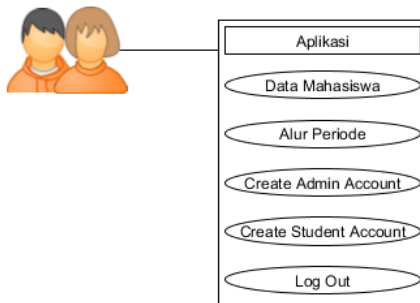 Aplikasi
Data Mahasiswa
Alur Periode
Create Admin Account
Create Student Account
Log Out